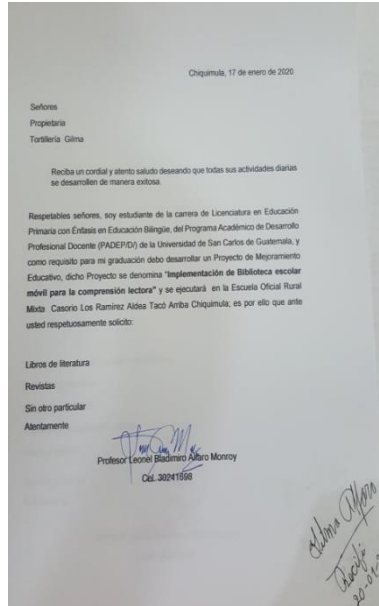 Chiquimula, 17 de enero de 2020
Señores
Propietaria
Tortillería Gilma
Reciba un cordial y atento saludo deseando que todas sus actividades diarias
se desarrollen de manera exitosa.
Respetables señores, soy estudiante de la carrera de Licenciatura en Educación
Primaria con Énfasis en Educación Bilingüe, del Programa Académico de Desarrollo
Profesional Docente (PADEP/D/) de la Universidad de San Carlos de Guatemala, y
como requisito para mi graduación debo desarrollar un Proyecto de Mejoramiento
Educativo, dicho Proyecto se denomina "Implementación de Biblioteca escolar
móvil para la comprensión lectora" y se ejecutará en la Escuela Oficial Rural
Mixta Casorio Los Ramírez Aldea Tacó Arriba Chiquimula, es por ello que ante
usted respetuosamente solicito:
Libros de literatura
Revistas
Sin otro particular
Atentamente
Profesor Leonel Bladimiro Alfaro Monroy
Cel. 30241698
Alfaro
20-01-